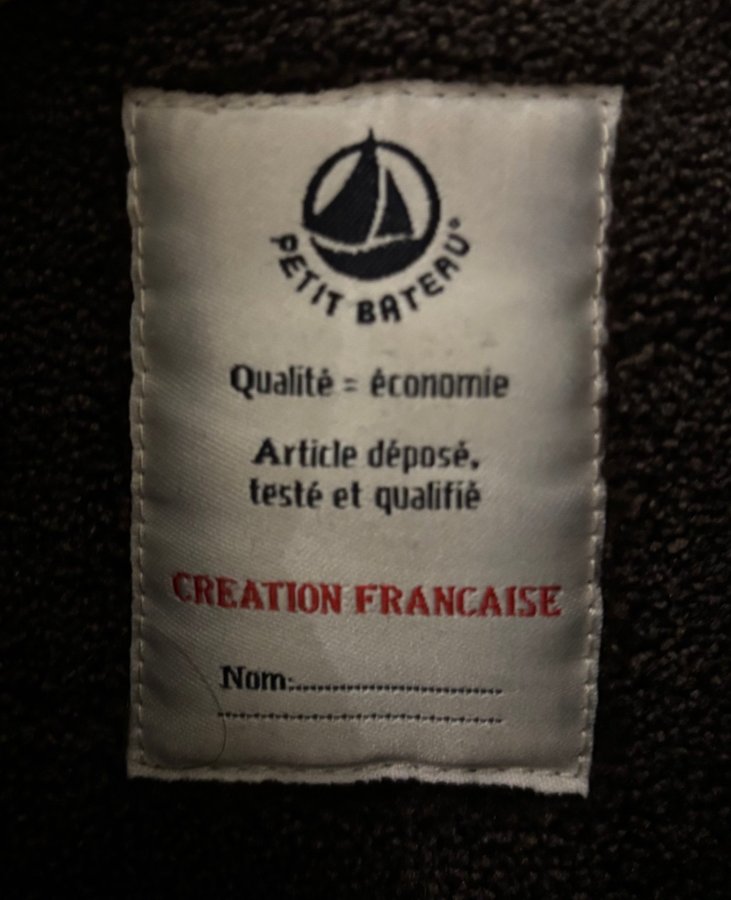 PETIT BATEAU®
Qualité = économie
Article déposé,
testé et qualifié
CREATION FRANCAISE
Nom: